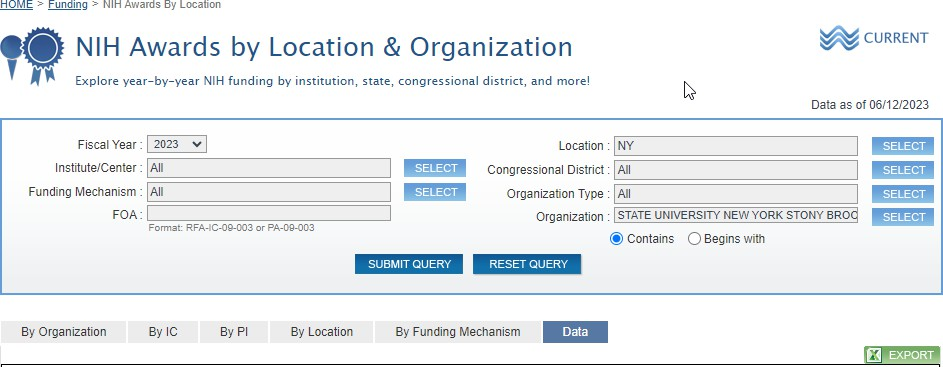 HOME > Funding > NIH Awards By Location
NIH Awards by Location & Organization
CURRENT
Explore year-by-year NIH funding by institution, state, congressional district, and more!
Data as of 06/12/2023
Fiscal Year : 2023
Institute/Center : All SELECT
Funding Mechanism : All SELECT
FOA :
Format: RFA-IC-09-003 or PA-09-003
Location : NY SELECT
Congressional District : All SELECT
Organization Type : All SELECT
Organization : STATE UNIVERSITY NEW YORK STONY BROO SELECT
Contains Begins with
SUBMIT QUERY RESET QUERY
By Organization By IC By PI By Location By Funding Mechanism Data
EXPORT